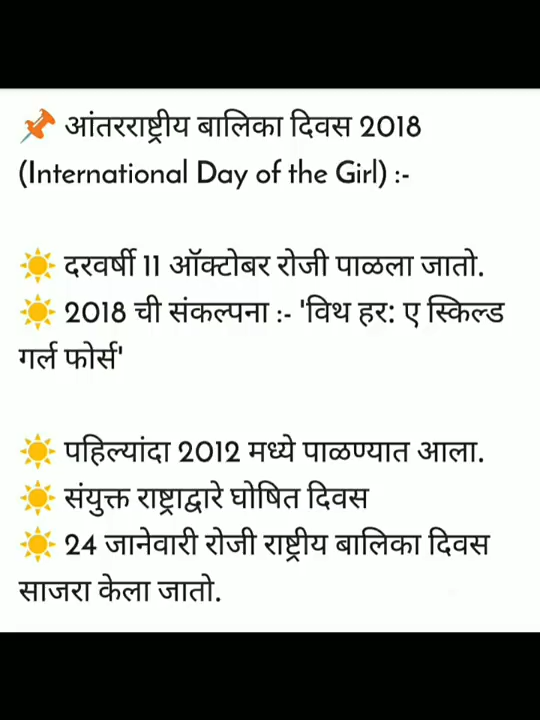 📌 आंतरराष्ट्रीय बालिका दिवस 2018
(International Day of the Girl) :-
☀️ दरवर्षी 11 ऑक्टोबर रोजी पाळला जातो.
☀️ 2018 ची संकल्पना :- 'विथ हर: ए स्किल्ड
गर्ल फोर्स'
☀️ पहिल्यांदा 2012 मध्ये पाळण्यात आला.
☀️ संयुक्त राष्ट्राद्वारे घोषित दिवस
☀️ 24 जानेवारी रोजी राष्ट्रीय बालिका दिवस
साजरा केला जातो.